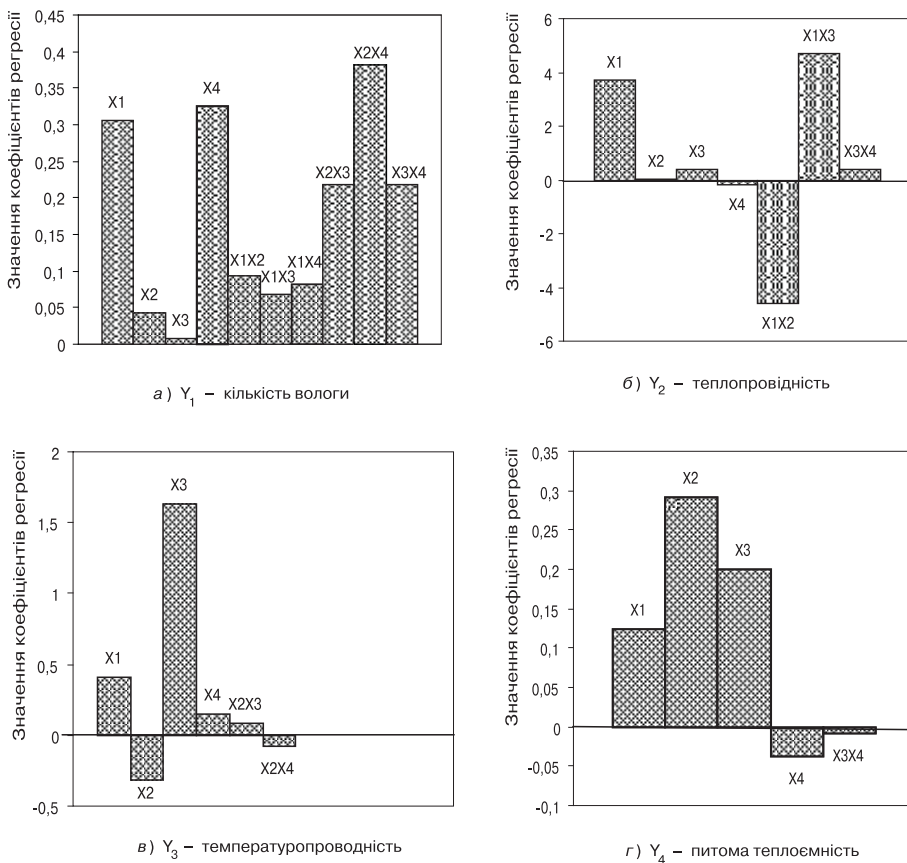 Значення коефіцієнтів регресії
0,45
0,4
0,35
0,3
0,25
0,2
0,15
0,1
0,05
0
X1
X2
X3
X4
X1X2
X1X3
X1X4
X2X3
X2X4
X3X4
а) Y1 – кількість вологи
Значення коефіцієнтів регресії
6
4
2
0
-2
-4
-6
X1
X2
X3
X4
X1X2
X1X3
X3X4
б) Y2 – теплопровідність
Значення коефіцієнтів регресії
2
1,5
1
0,5
0
-0,5
X1
X2
X3
X4
X2X3
X2X4
в) Y3 – температуропроводність
Значення коефіцієнтів регресії
0,35
0,3
0,25
0,2
0,15
0,1
0,05
0
-0,05
-0,1
X1
X2
X3
X4
X3X4
г) Y4 – питома теплоємність